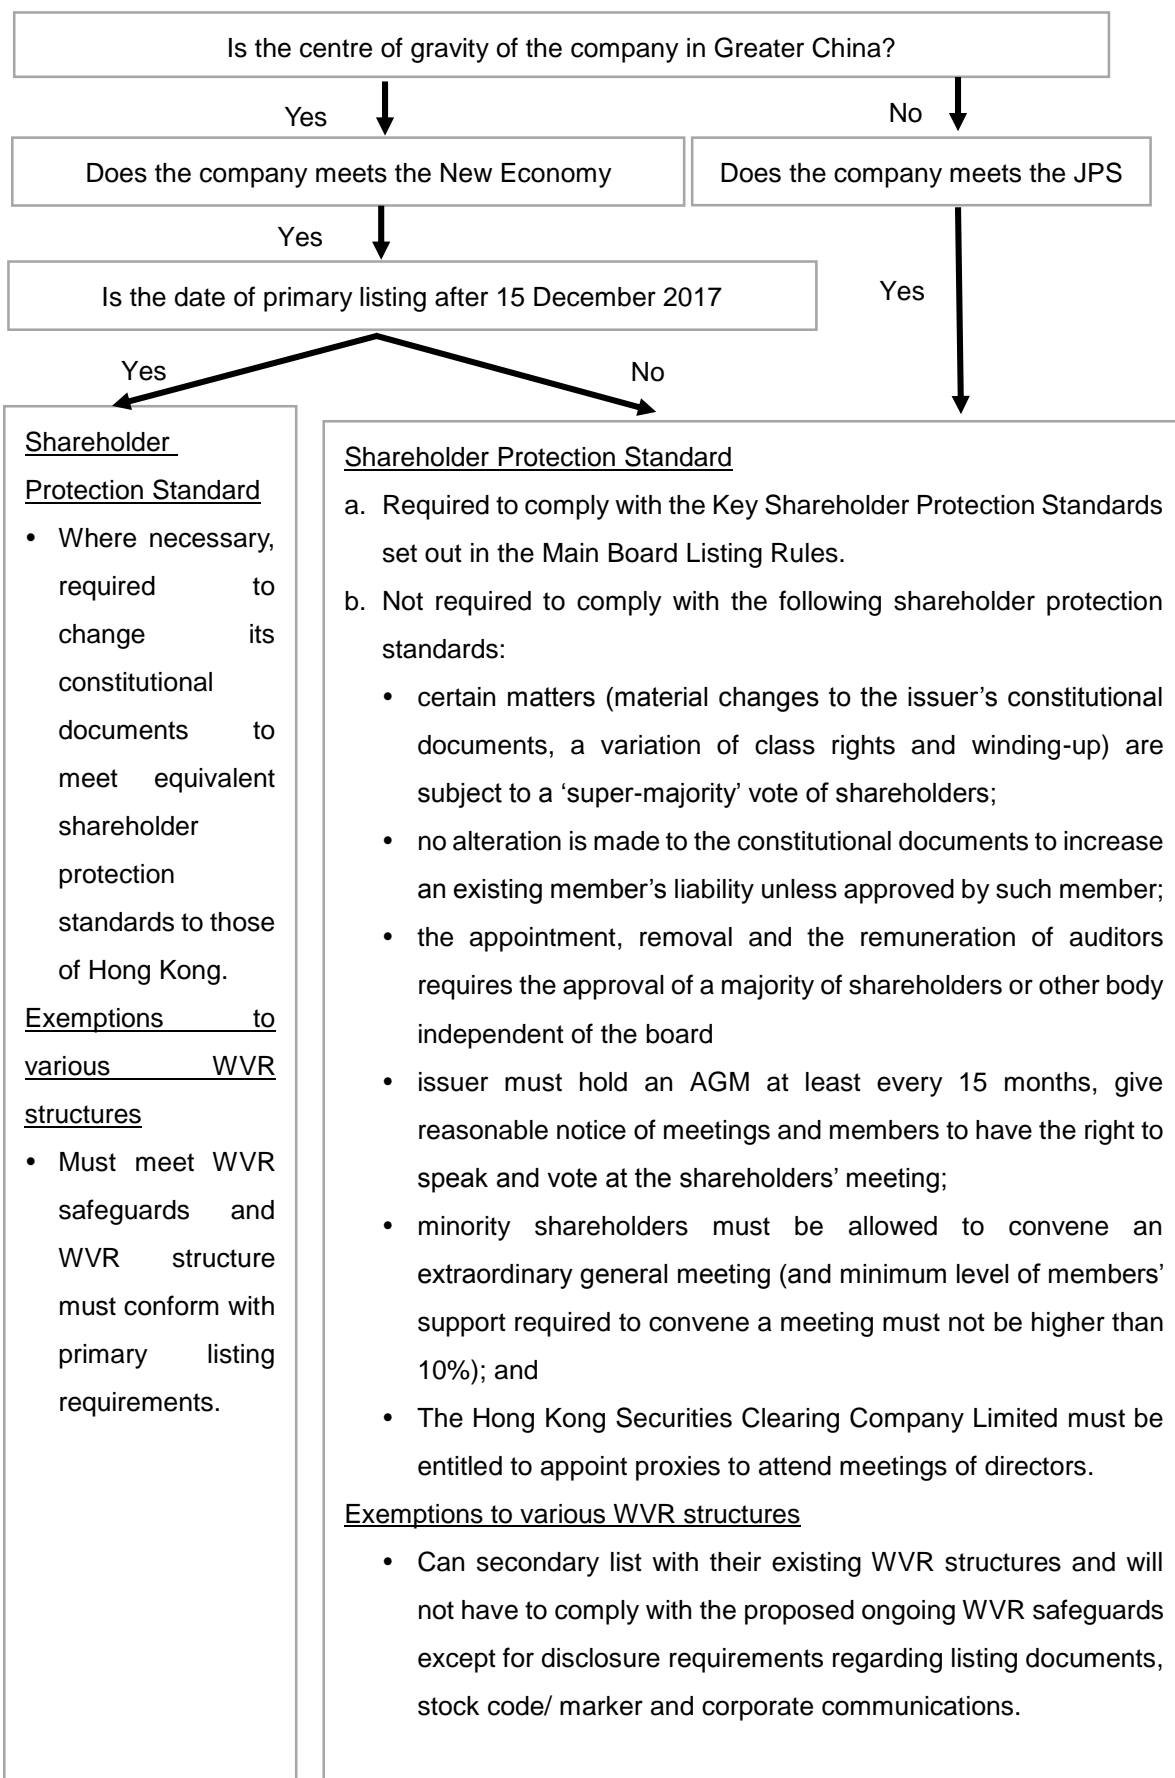 Is the centre of gravity of the company in Greater China?
Yes
No
Does the company meets the New Economy
Does the company meets the JPS
Yes
Is the date of primary listing after 15 December 2017
Yes
Yes
No
Shareholder
Protection Standard
• Where necessary,
required to
change its
constitutional
documents to
meet equivalent
shareholder
protection
standards to those
of Hong Kong.
Exemptions to
various WVR
structures
• Must meet WVR
safeguards and
WVR structure
must conform with
primary listing
requirements.
Shareholder Protection Standard
a. Required to comply with the Key Shareholder Protection Standards
set out in the Main Board Listing Rules.
b. Not required to comply with the following shareholder protection
standards:
• certain matters (material changes to the issuer’s constitutional
documents, a variation of class rights and winding-up) are
subject to a ‘super-majority’ vote of shareholders;
• no alteration is made to the constitutional documents to increase
an existing member’s liability unless approved by such member;
• the appointment, removal and the remuneration of auditors
requires the approval of a majority of shareholders or other body
independent of the board
• issuer must hold an AGM at least every 15 months, give
reasonable notice of meetings and members to have the right to
speak and vote at the shareholders’ meeting;
• minority shareholders must be allowed to convene an
extraordinary general meeting (and minimum level of members’
support required to convene a meeting must not be higher than
10%); and
• The Hong Kong Securities Clearing Company Limited must be
entitled to appoint proxies to attend meetings of directors.
Exemptions to various WVR structures
• Can secondary list with their existing WVR structures and will
not have to comply with the proposed ongoing WVR safeguards
except for disclosure requirements regarding listing documents,
stock code/ marker and corporate communications.